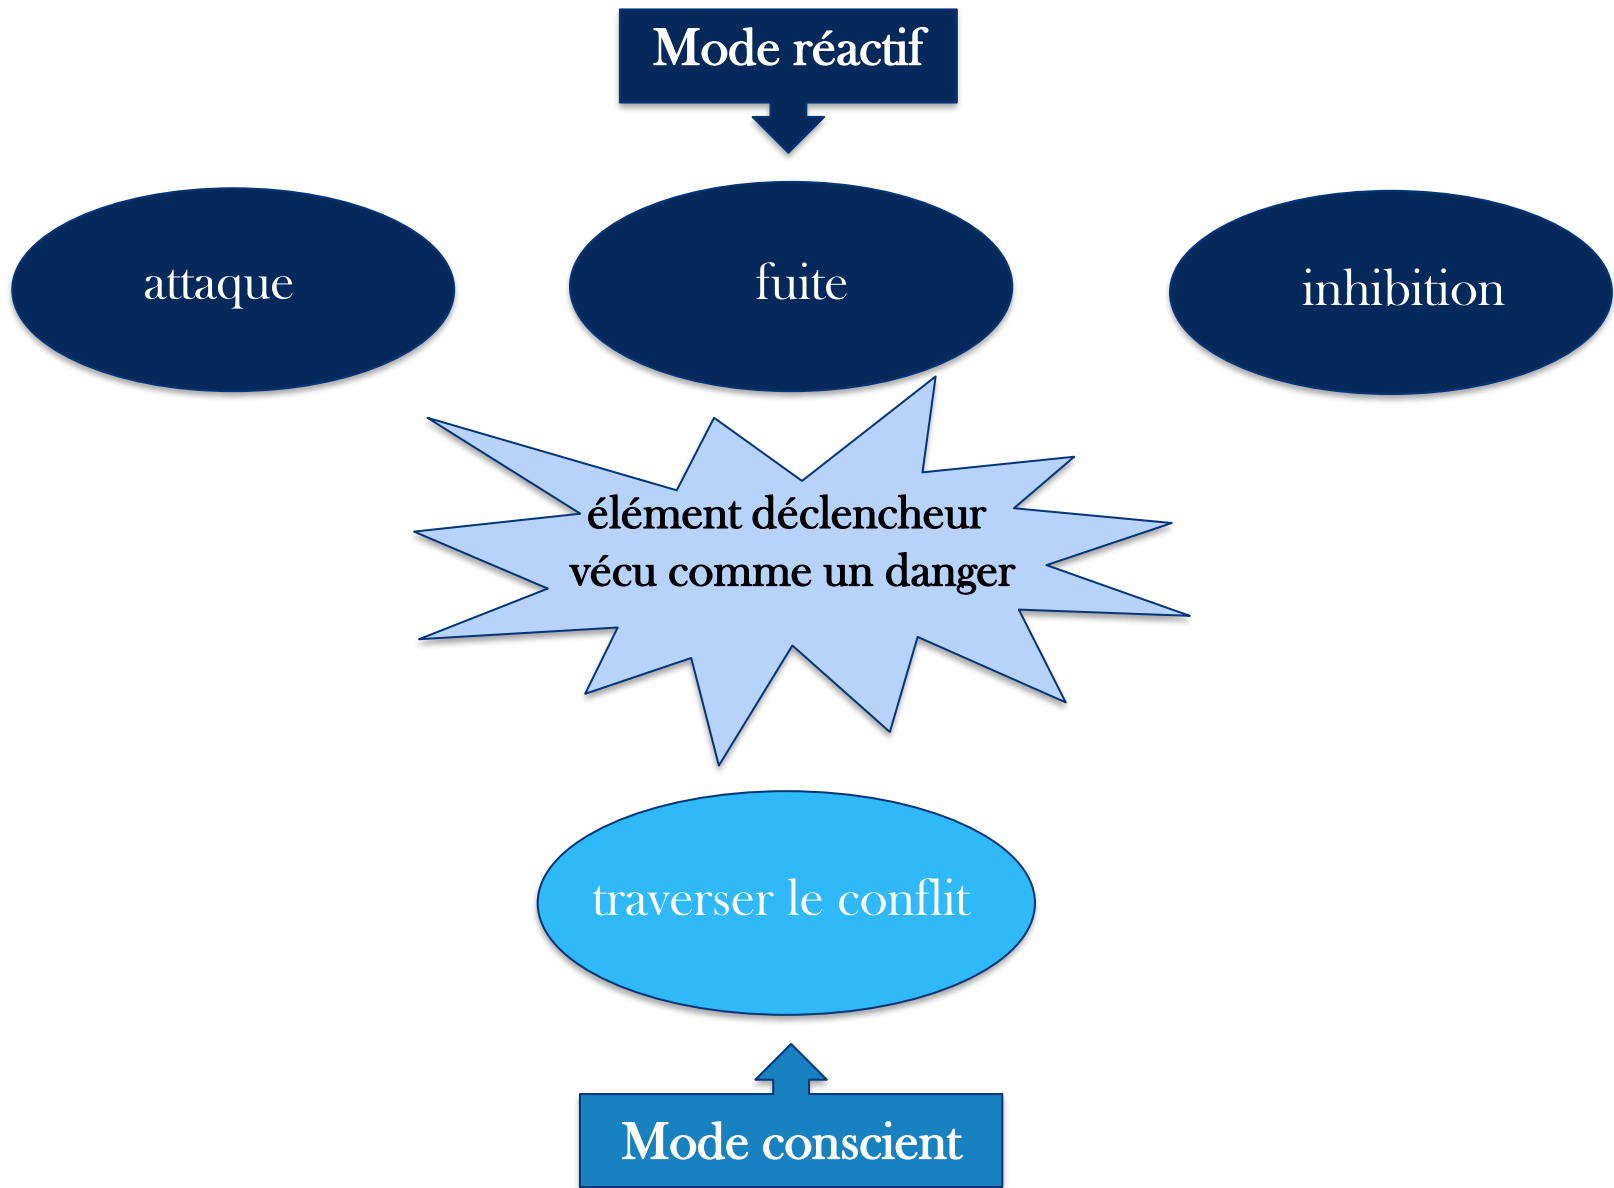 Mode réactif
attaque
fuite
inhibition
élément déclencheur
vécu comme un danger
traverser le conflit
Mode conscient